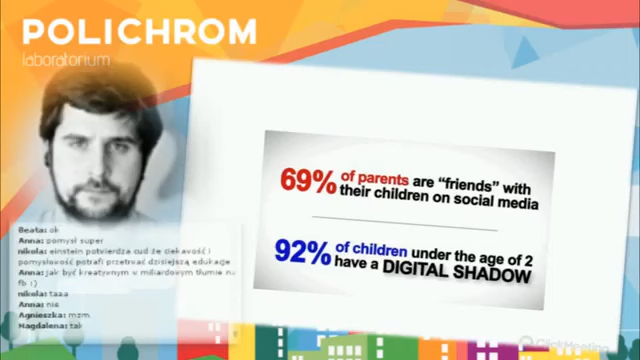 POLICHROM
laboratorium
69% of parents are “friends” with
their children on social media
92% of children under the age of 2
have a DIGITAL SHADOW
Beata: ok
Anna: pomysł super
nikola: einstein potwierdza cud że ciekawość i
pomysłowość potrafi przetrwać dzisiejszą edukacje
Anna: jak być kreatywnym w miliardowym tłumie na
fb :)
nikola: taaa
Anna: nie
Agnieszka: mzm
Magdalena: tak
ClickMeeting